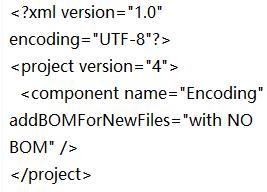 <?xml version="1.0"
encoding="UTF-8"?>
<project version="4">
  <component name="Encoding"
addBOMForNewFiles="with NO
BOM" />
</project>